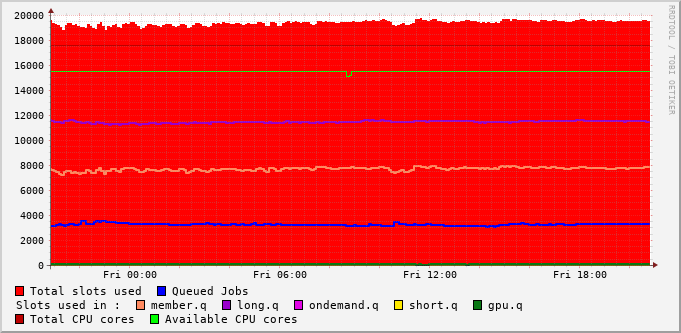 20000
18000
16000
14000
12000
10000
8000
6000
4000
2000
0
Fri 00:00 Fri 06:00 Fri 12:00 Fri 18:00
RRDTOOL / TOBI OETIKER
Total slots used Queued Jobs
Slots used in : member.q long.q ondemand.q short.q gpu.q
Total CPU cores Available CPU cores